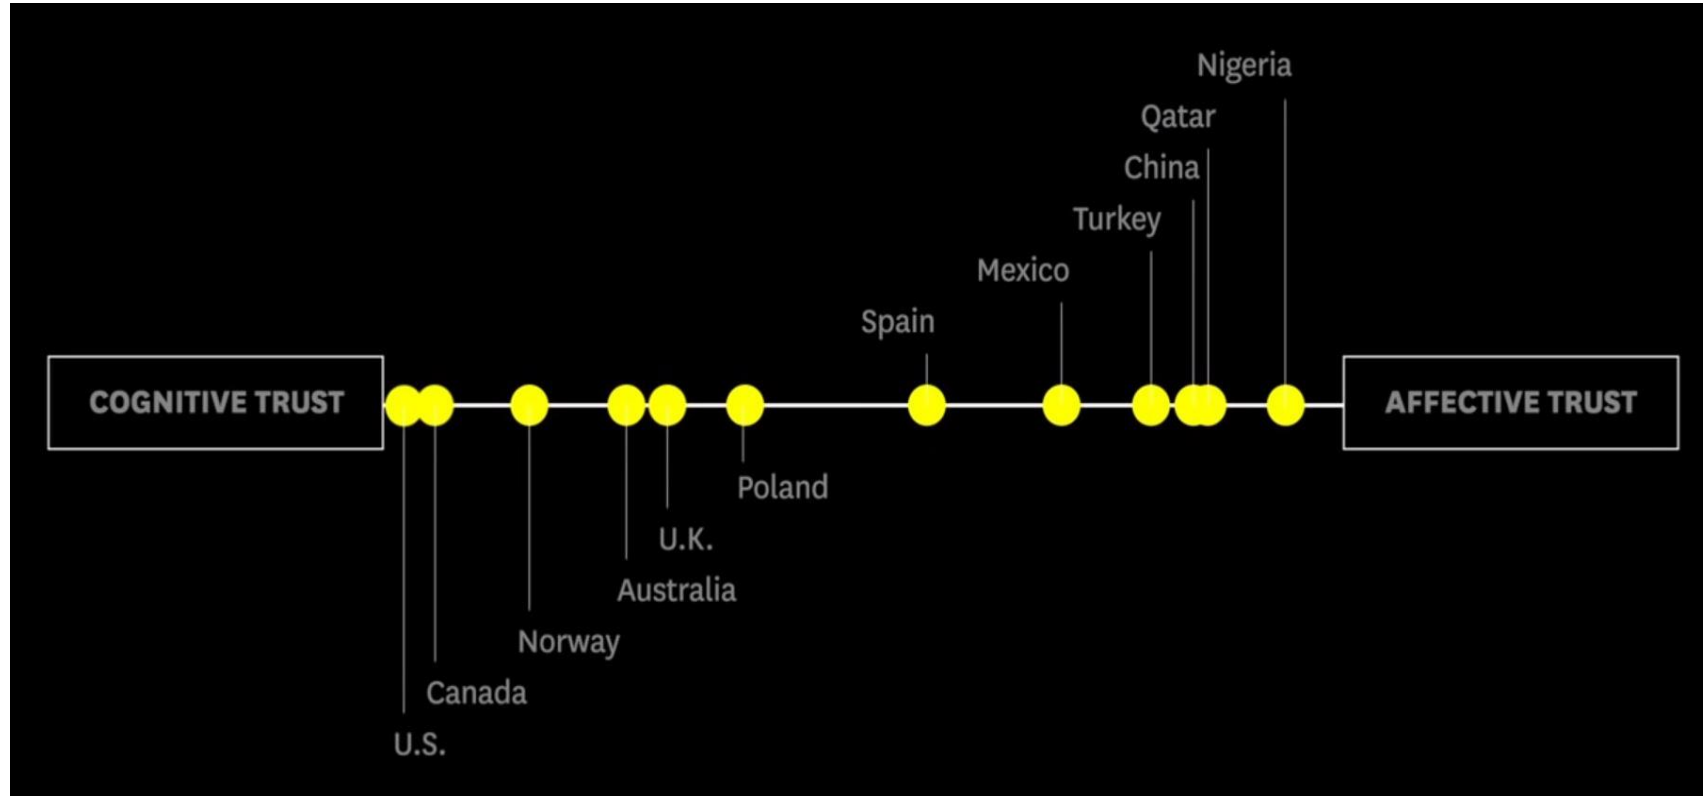 Nigeria
Qatar
China
Turkey
Mexico
Spain
COGNITIVE TRUST
AFFECTIVE TRUST
Poland
U.K.
Australia
Norway
Canada
U.S.